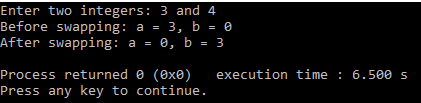 Enter two integers: 3 and 4
Before swapping: a = 3, b = 0
After swapping: a = 0, b = 3
Process returned 0 (0x0)   execution time : 6.500 s
Press any key to continue.